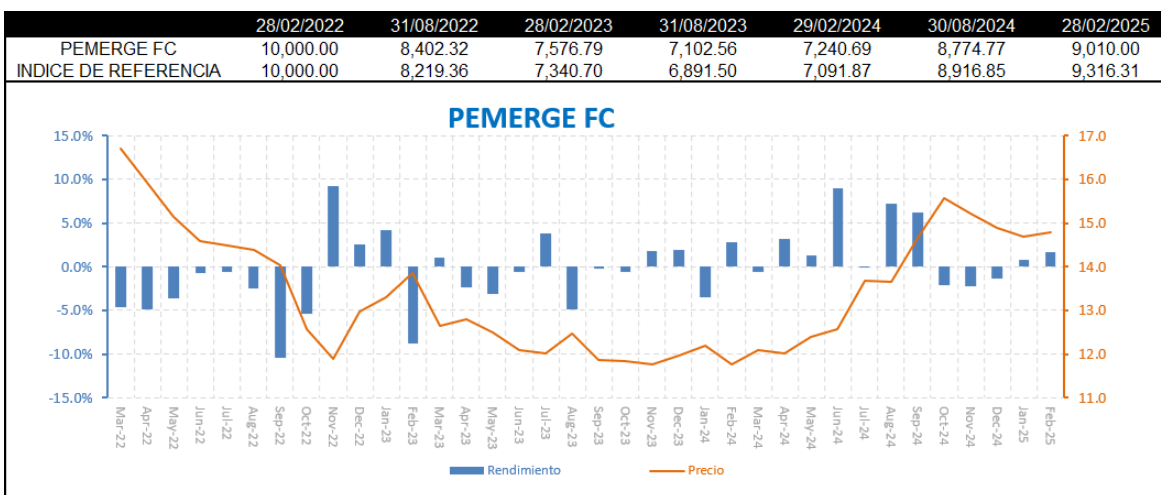 28/02/2022 31/08/2022 28/02/2023 31/08/2023 29/02/2024 30/08/2024 28/02/2025
PEMERGE FC 10,000.00 8,402.32 7,576.79 7,102.56 7,240.69 8,774.77 9,010.00
INDICE DE REFERENCIA 10,000.00 8,219.36 7,340.70 6,891.50 7,091.87 8,916.85 9,316.31
PEMERGE FC
15.0% 17.0
10.0% 16.0
5.0% 15.0
0.0% 14.0
-5.0% 13.0
-10.0% 12.0
-15.0% 11.0
Mar-22 Apr-22 May-22 Jun-22 Jul-22 Aug-22 Sep-22 Oct-22 Nov-22 Dec-22 Jan-23 Feb-23 Mar-23 Apr-23 May-23 Jun-23 Jul-23 Aug-23 Sep-23 Oct-23 Nov-23 Dec-23 Jan-24 Feb-24 Mar-24 Apr-24 May-24 Jun-24 Jul-24 Aug-24 Sep-24 Oct-24 Nov-24 Dec-24 Jan-25 Feb-25
Rendimiento Precio